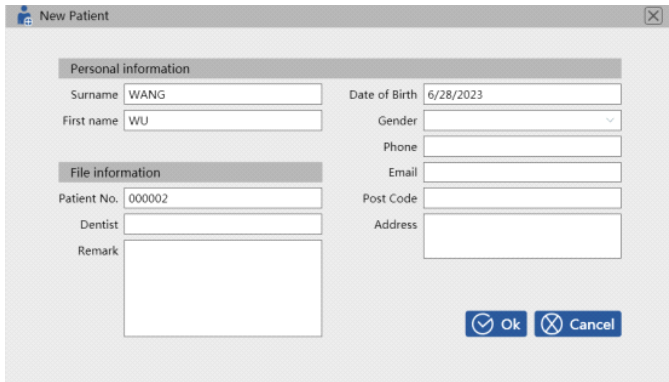 New Patient
Personal information
Surname WANG
First name WU
Date of Birth 6/28/2023
Gender
Phone
Email
Post Code
Address
File information
Patient No. 000002
Dentist
Remark
Ok Cancel